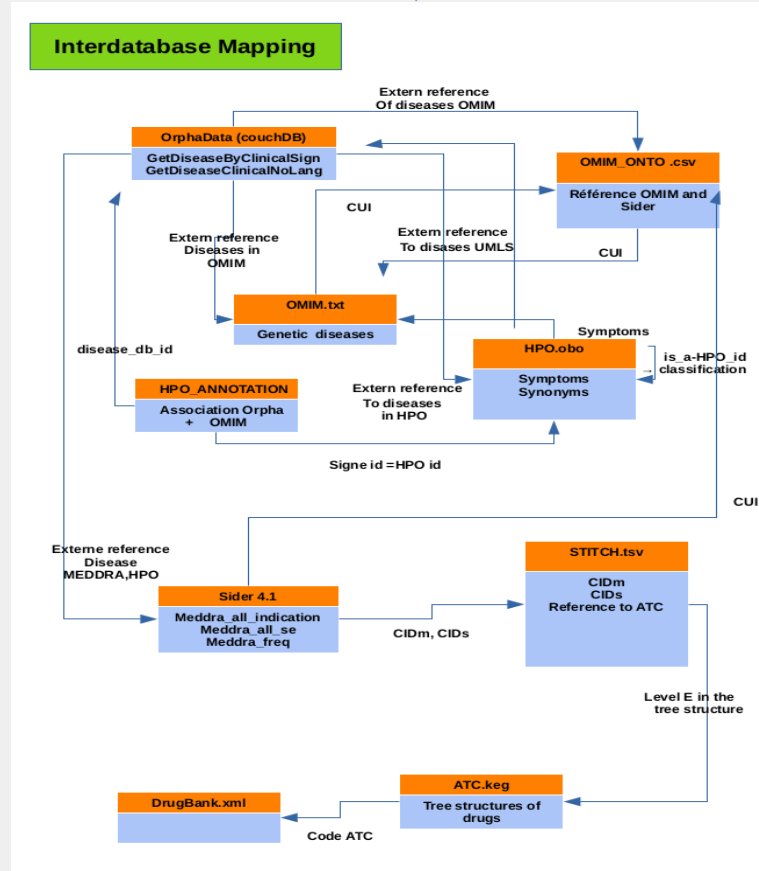 Interdatabase Mapping
Extern reference
Of diseases OMIM
OrphaData (couchDB)
GetDiseaseByClinicalSign
GetDiseaseClinicalNoLang
OMIM_ONTO .csv
Référence OMIM and
Sider
CUI
Extern reference
Diseases in
OMIM
Extern reference
To disases UMLS
CUI
OMIM.txt
Genetic diseases
Symptoms
HPO.obo
Symptoms
Synonyms
is_a-HPO_id
classification
disease_db_id
HPO_ANNOTATION
Association Orpha
+ OMIM
Extern reference
To diseases
in HPO
Signe id =HPO id
CUI
Externe reference
Disease
MEDDRA,HPO
Sider 4.1
Meddra_all_indication
Meddra_all_se
Meddra_freq
CIDm, CIDs
STITCH.tsv
CIDm
CIDs
Reference to ATC
Level E in the
tree structure
ATC.keg
Tree structures of
drugs
DrugBank.xml
Code ATC